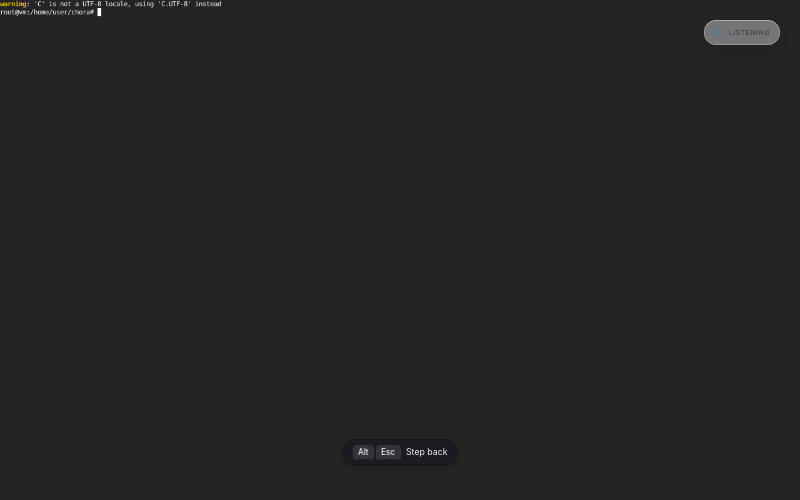 warning: 'C' is not a UTF-8 locale, using 'C.UTF-8' instead
root@vm:/home/user/chora#
LISTENING
Alt Esc Step back